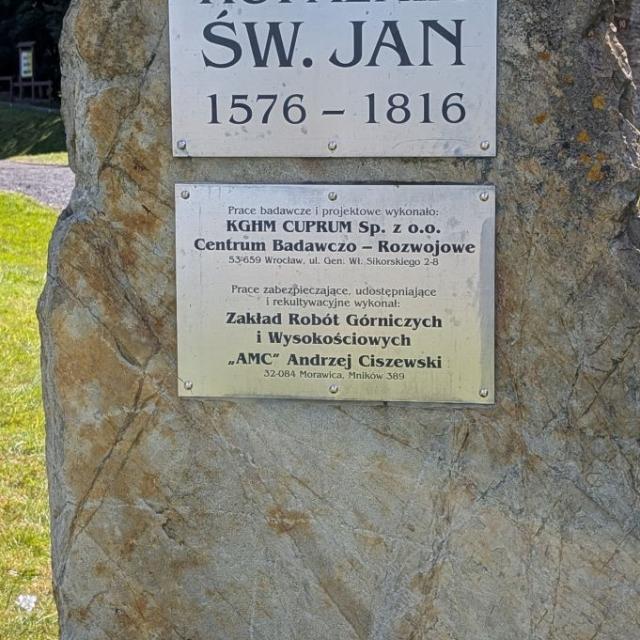 ŚW. JAN
1576 – 1816
Prace badawcze i projektowe wykonało:
KGHM CUPRUM Sp. z o.o.
Centrum Badawczo – Rozwojowe
53-659 Wrocław, ul. Gen. Wł. Sikorskiego 2-8
Prace zabezpieczające, udostępniające
i rekultywacyjne wykonał:
Zakład Robót Górniczych
i Wysokościowych
„AMC” Andrzej Ciszewski
32-084 Morawica, Mników 389